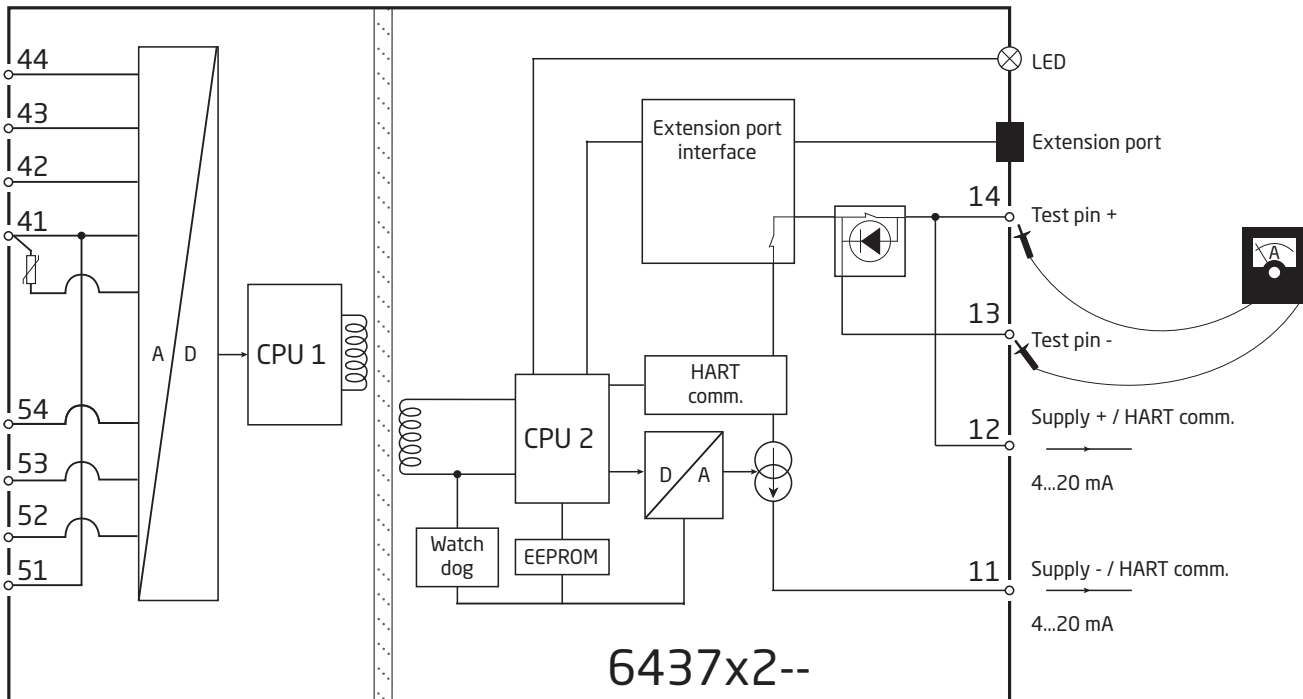 44
43
42
41
54
53
52
51
A
D
CPU 1
CPU 2
Watch
dog
EEPROM
D
A
HART
comm.
Extension port
interface
LED
Extension port
14
Test pin +
A
13
Test pin -
12
Supply + / HART comm.
4...20 mA
11
Supply - / HART comm.
4...20 mA
6437x2--